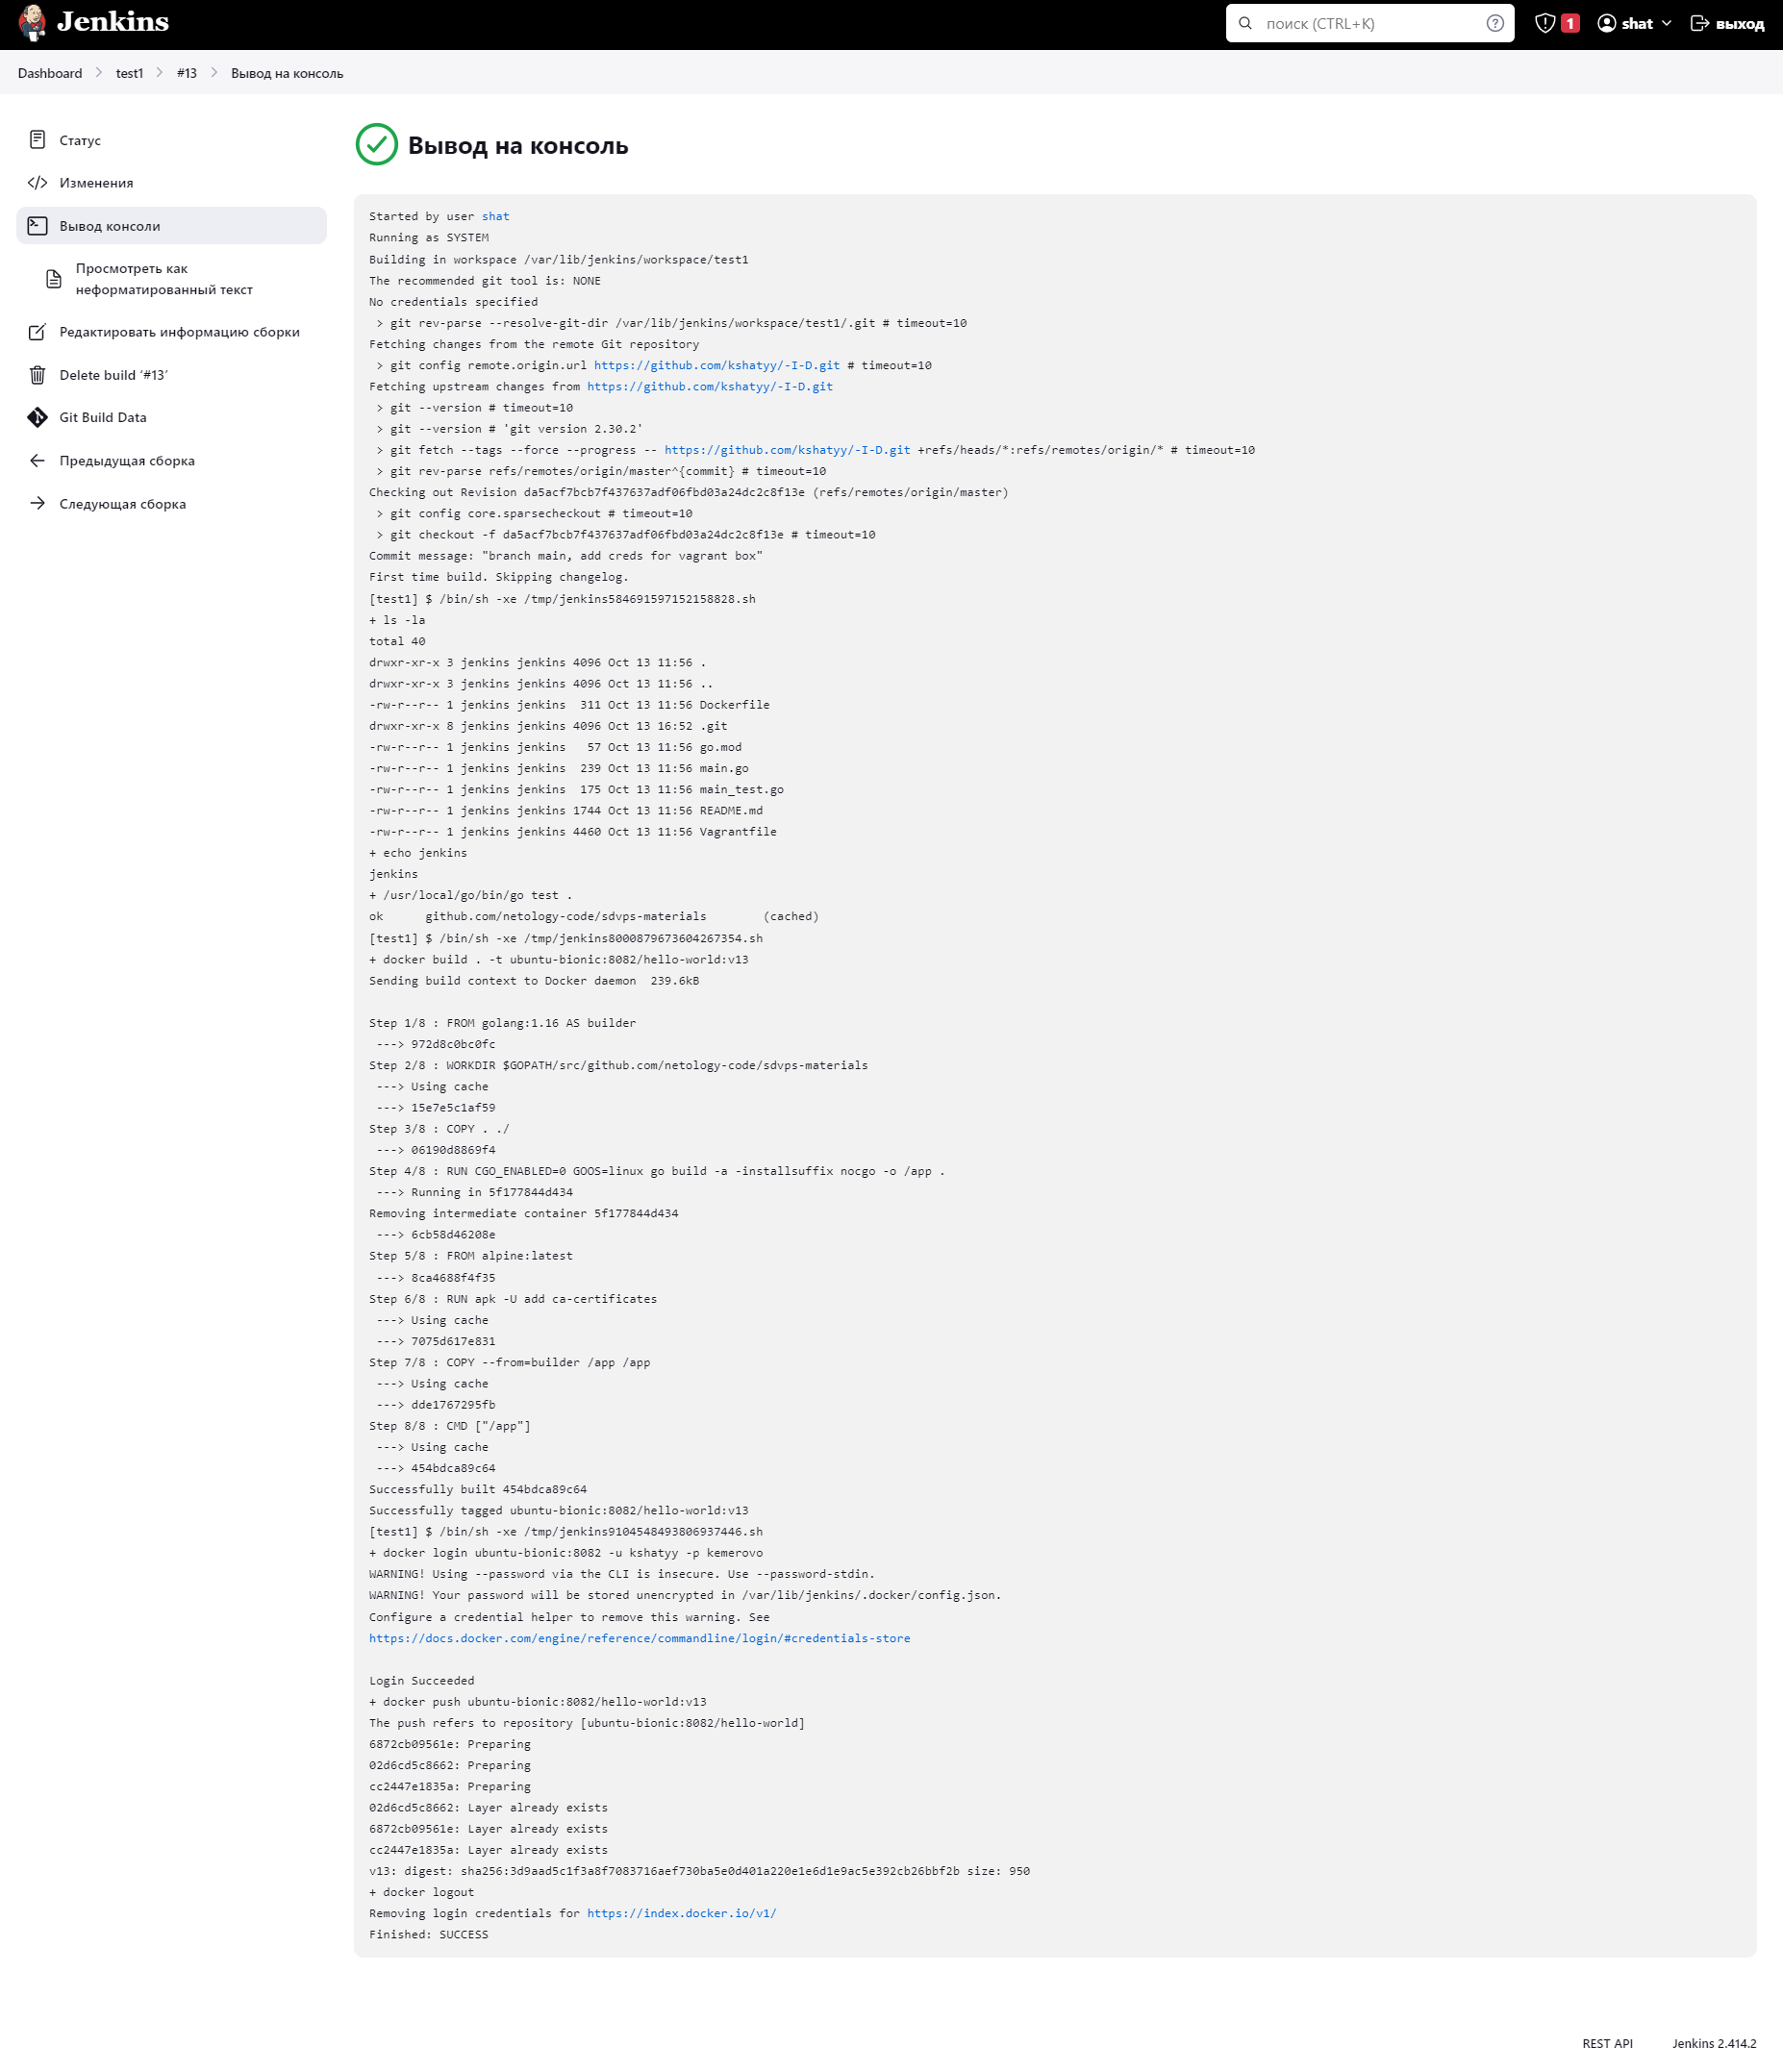 Jenkins
поиск (CTRL+K)
1
shat
выход
Dashboard
test1
#13
Вывод на консоль
Статус
Изменения
Вывод консоли
Просмотреть как
неформатированный текст
Редактировать информацию сборки
Delete build ‘#13’
Git Build Data
Предыдущая сборка
Следующая сборка
Вывод на консоль
Started by user shat
Running as SYSTEM
Building in workspace /var/lib/jenkins/workspace/test1
The recommended git tool is: NONE
No credentials specified
 > git rev-parse --resolve-git-dir /var/lib/jenkins/workspace/test1/.git # timeout=10
Fetching changes from the remote Git repository
 > git config remote.origin.url https://github.com/kshatyy/-I-D.git # timeout=10
Fetching upstream changes from https://github.com/kshatyy/-I-D.git
 > git --version # timeout=10
 > git --version # 'git version 2.30.2'
 > git fetch --tags --force --progress -- https://github.com/kshatyy/-I-D.git +refs/heads/*:refs/remotes/origin/* # timeout=10
 > git rev-parse refs/remotes/origin/master^{commit} # timeout=10
Checking out Revision da5acf7bcb7f437637adf06fbd03a24dc2c8f13e (refs/remotes/origin/master)
 > git config core.sparsecheckout # timeout=10
 > git checkout -f da5acf7bcb7f437637adf06fbd03a24dc2c8f13e # timeout=10
Commit message: "branch main, add creds for vagrant box"
First time build. Skipping changelog.
[test1] $ /bin/sh -xe /tmp/jenkins584691597152158828.sh
+ ls -la
total 40
drwxr-xr-x 3 jenkins jenkins 4096 Oct 13 11:56 .
drwxr-xr-x 3 jenkins jenkins 4096 Oct 13 11:56 ..
-rw-r--r-- 1 jenkins jenkins  311 Oct 13 11:56 Dockerfile
drwxr-xr-x 8 jenkins jenkins 4096 Oct 13 16:52 .git
-rw-r--r-- 1 jenkins jenkins   57 Oct 13 11:56 go.mod
-rw-r--r-- 1 jenkins jenkins  239 Oct 13 11:56 main.go
-rw-r--r-- 1 jenkins jenkins  175 Oct 13 11:56 main_test.go
-rw-r--r-- 1 jenkins jenkins 1744 Oct 13 11:56 README.md
-rw-r--r-- 1 jenkins jenkins 4460 Oct 13 11:56 Vagrantfile
+ echo jenkins
jenkins
+ /usr/local/go/bin/go test .
ok      github.com/netology-code/sdvps-materials        (cached)
[test1] $ /bin/sh -xe /tmp/jenkins8000879673604267354.sh
+ docker build . -t ubuntu-bionic:8082/hello-world:v13
Sending build context to Docker daemon  239.6kB
Step 1/8 : FROM golang:1.16 AS builder
 ---> 972d8c0bc0fc
Step 2/8 : WORKDIR $GOPATH/src/github.com/netology-code/sdvps-materials
 ---> Using cache
 ---> 15e7e5c1af59
Step 3/8 : COPY . ./
 ---> 06190d8869f4
Step 4/8 : RUN CGO_ENABLED=0 GOOS=linux go build -a -installsuffix nocgo -o /app .
 ---> Running in 5f177844d434
Removing intermediate container 5f177844d434
 ---> 6cb58d46208e
Step 5/8 : FROM alpine:latest
 ---> 8ca4688f4f35
Step 6/8 : RUN apk -U add ca-certificates
 ---> Using cache
 ---> 7075d617e831
Step 7/8 : COPY --from=builder /app /app
 ---> Using cache
 ---> dde1767295fb
Step 8/8 : CMD ["/app"]
 ---> Using cache
 ---> 454bdca89c64
Successfully built 454bdca89c64
Successfully tagged ubuntu-bionic:8082/hello-world:v13
[test1] $ /bin/sh -xe /tmp/jenkins9104548493806937446.sh
+ docker login ubuntu-bionic:8082 -u kshatyy -p kemerovo
WARNING! Using --password via the CLI is insecure. Use --password-stdin.
WARNING! Your password will be stored unencrypted in /var/lib/jenkins/.docker/config.json.
Configure a credential helper to remove this warning. See
https://docs.docker.com/engine/reference/commandline/login/#credentials-store
Login Succeeded
+ docker push ubuntu-bionic:8082/hello-world:v13
The push refers to repository [ubuntu-bionic:8082/hello-world]
6872cb09561e: Preparing
02d6cd5c8662: Preparing
cc2447e1835a: Preparing
02d6cd5c8662: Layer already exists
6872cb09561e: Layer already exists
cc2447e1835a: Layer already exists
v13: digest: sha256:3d9aad5c1f3a8f7083716aef730ba5e0d401a220e1e6d1e9ac5e392cb26bbf2b size: 950
+ docker logout
Removing login credentials for https://index.docker.io/v1/
Finished: SUCCESS
REST API
Jenkins 2.414.2